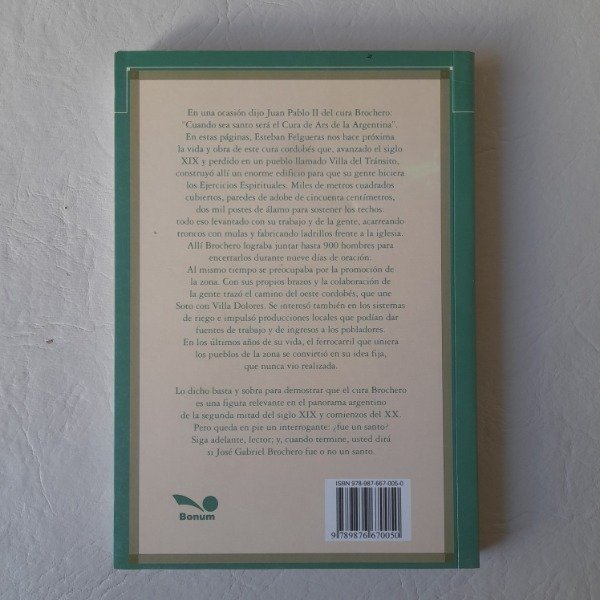 En una ocasión dijo Juan Pablo II del cura Brochero:
"Cuando sea santo será el Cura de Ars de la Argentina".
En estas páginas, Esteban Felgueras nos hace próxima
la vida y obra de este cura cordobés que, avanzado el siglo
XIX y perdido en un pueblo llamado Villa del Tránsito,
construyó allí un enorme edificio para que su gente hiciera
los Ejercicios Espirituales. Miles de metros cuadrados
cubiertos, paredes de adobe de cincuenta centímetros,
dos mil postes de álamo para sostener los techos:
todo eso levantado con su trabajo y de la gente, acarreando
troncos con mulas y fabricando ladrillos frente a la iglesia.
Allí Brochero lograba juntar hasta 900 hombres para
encerrarlos durante nueve días de oración.
Al mismo tiempo se preocupaba por la promoción de
la zona. Con sus propios brazos y la colaboración de
la gente trazó el camino del oeste cordobés, que une
Soto con Villa Dolores. Se interesó también en los sistemas
de riego e impulsó producciones locales que podían dar
fuentes de trabajo y de ingresos a los pobladores.
En los últimos años de su vida, el ferrocarril que uniera
los pueblos de la zona se convirtió en su idea fija,
que nunca vio realizada.
Lo dicho basta y sobra para demostrar que el cura Brochero
es una figura relevante en el panorama argentino
de la segunda mitad del siglo XIX y comienzos del XX.
Pero queda en pie un interrogante: ¿fue un santo?
Siga adelante, lector; y, cuando termine, usted dirá
si José Gabriel Brochero fue o no un santo.
Bonum
ISBN 978-987-667-005-0
9 789876 670050